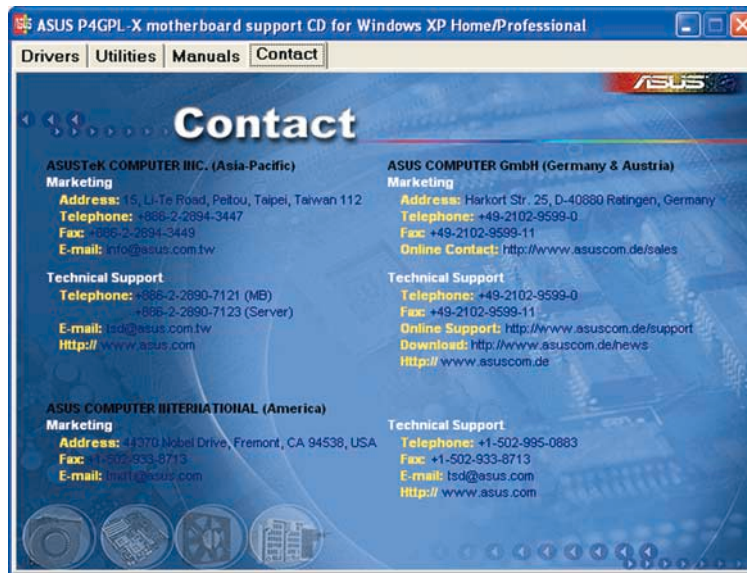 ASUS P4GPL-X motherboard support CD for Windows XP Home/Professional
Drivers Utilities Manuals Contact
ASUS
Contact
ASUSTeK COMPUTER INC. (Asia-Pacific)
Marketing
Address: 15, Li-Te Road, Peitou, Taipei, Taiwan 112
Telephone: +886-2-2894-3447
Fax: +886-2-2894-3449
E-mail: info@asus.com.tw
Technical Support
Telephone: +886-2-2890-7121 (MB)
+886-2-2890-7123 (Server)
E-mail: tsd@asus.com.tw
Http:// www.asus.com
ASUS COMPUTER GmbH (Germany & Austria)
Marketing
Address: Harkort Str. 25, D-40880 Ratingen, Germany
Telephone: +49-2102-9599-0
Fax: +49-2102-9599-11
Online Contact: http://www.asuscom.de/sales
Technical Support
Telephone: +49-2102-9599-0
Fax: +49-2102-9599-11
Online Support: http://www.asuscom.de/support
Download: http://www.asuscom.de/news
Http:// www.asuscom.de
ASUS COMPUTER INTERNATIONAL (America)
Marketing
Address: 44370 Nobel Drive, Fremont, CA 94538, USA
Fax: +1-502-933-8713
E-mail: tmd1@asus.com
Technical Support
Telephone: +1-502-995-0883
Fax: +1-502-933-8713
E-mail: tsd@asus.com
Http:// www.asus.com